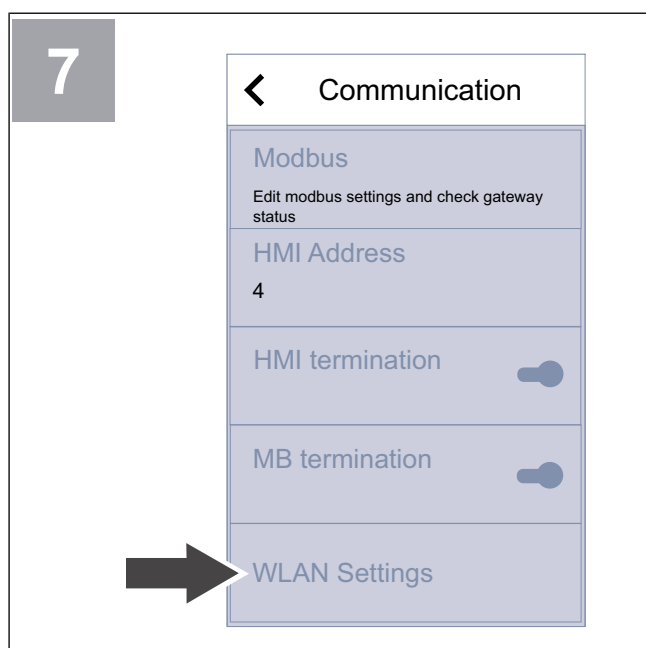 7
Communication
Modbus
Edit modbus settings and check gateway
status
HMI Address
4
HMI termination
MB termination
WLAN Settings